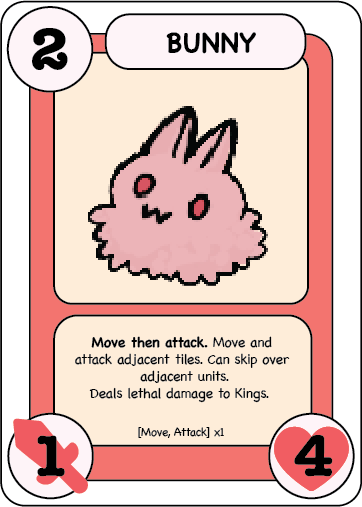 2
BUNNY
Move then attack. Move and
attack adjacent tiles. Can skip over
adjacent units.
Deals lethal damage to Kings.
[Move, Attack] x1
1
4